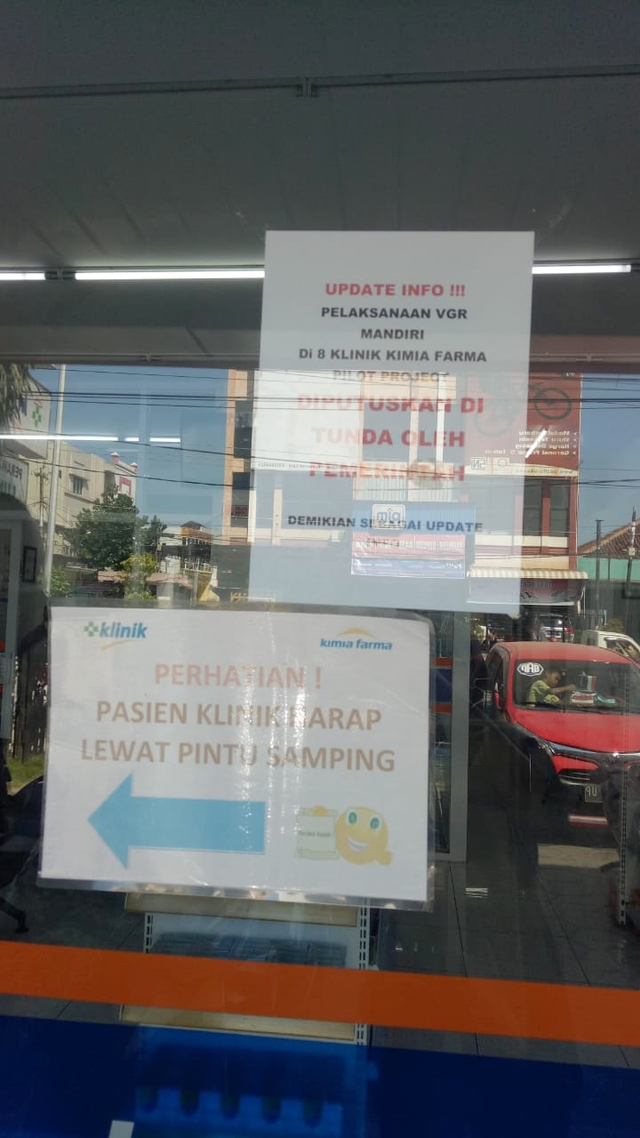 UPDATE INFO !!!
PELAKSANAAN VGR
MANDIRI
Di 8 KLINIK KIMIA FARMA
PILOT PROJECT
DIPUTUSKAH DI
TUNDA OLEH
PEMERINTAH
DEMIKIAN SEBAGAI UPDATE
klinik
kimia farma
PERHATIAN !
PASIEN KLINIK HARAP
LEWAT PINTU SAMPING